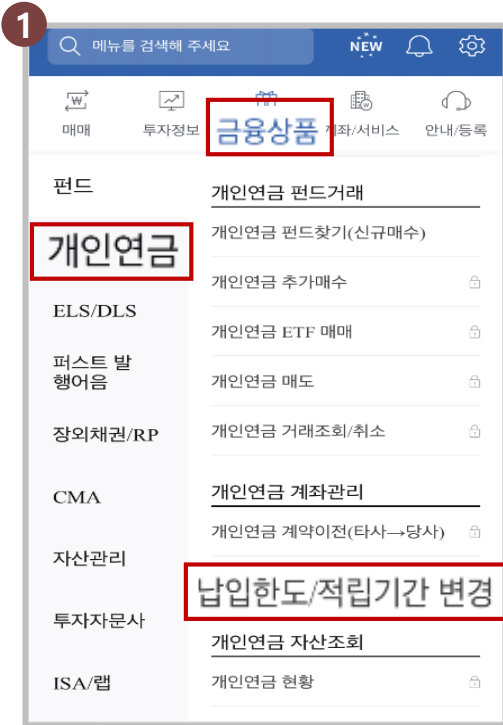 1
메뉴를 검색해 주세요
NEW
매매
투자정보
금융상품
계좌/서비스
안내/등록
펀드
개인연금
ELS/DLS
퍼스트 발
행어음
장외채권/RP
CMA
자산관리
투자자문사
ISA/랩
개인연금 펀드거래
개인연금 펀드찾기(신규매수)
개인연금 추가매수
개인연금 ETF 매매
개인연금 매도
개인연금 거래조회/취소
개인연금 계좌관리
개인연금 계약이전(타사→당사)
납입한도/적립기간 변경
개인연금 자산조회
개인연금 현황